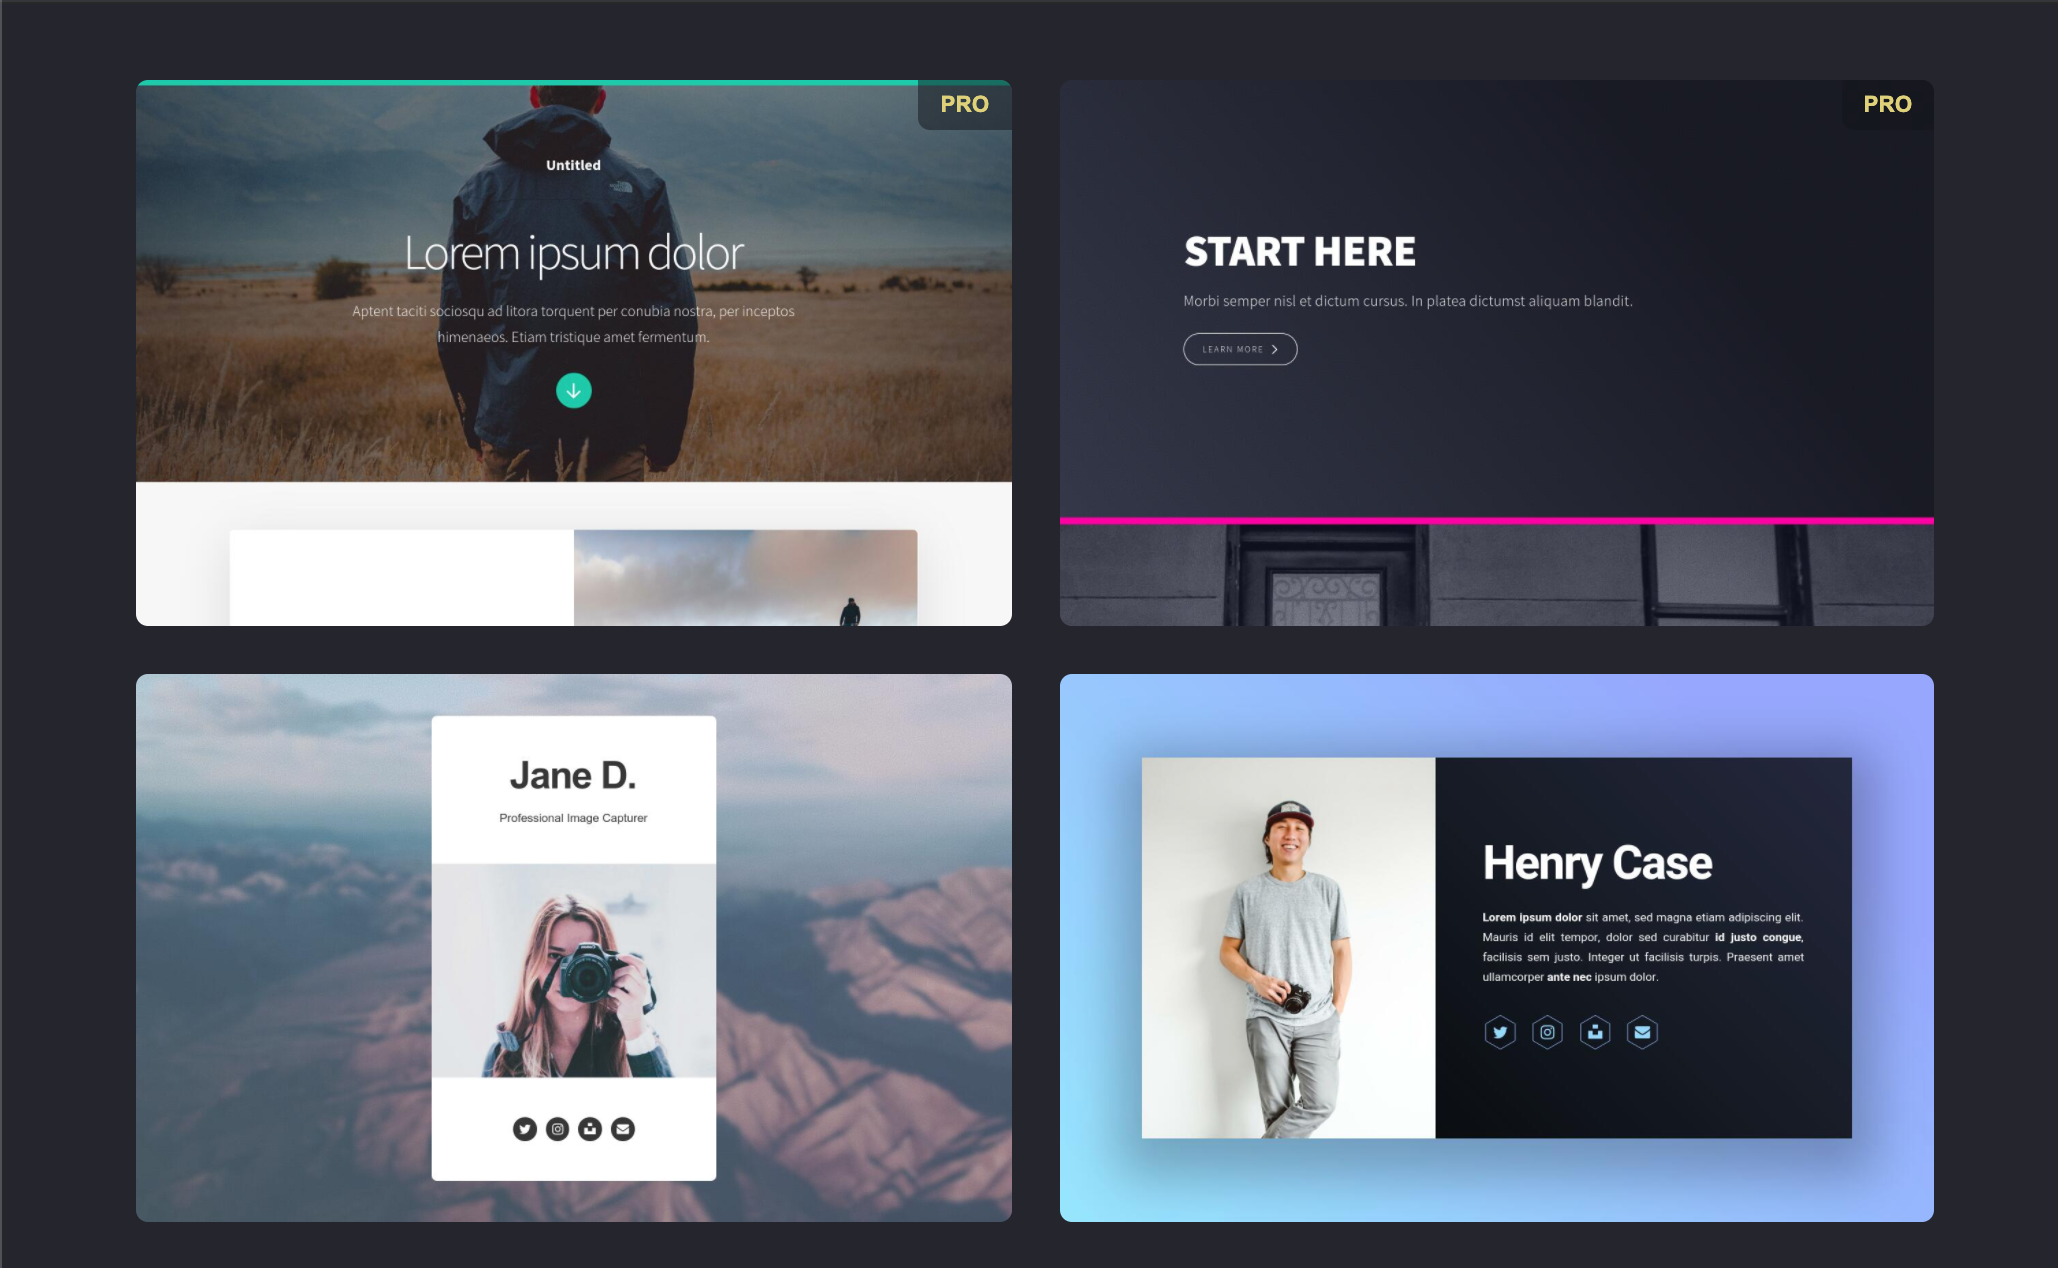 PRO
Untitled
Lorem ipsum dolor
Aptent taciti sociosqu ad litora torquent per conubia nostra, per inceptos
himenaeos. Etiam tristique amet fermentum.
PRO
START HERE
Morbi semper nisl et dictum cursus. In platea dictumst aliquam blandit.
LEARN MORE
Jane D.
Professional Image Capturer
Henry Case
Lorem ipsum dolor sit amet, sed magna etiam adipiscing elit.
Mauris id elit tempor, dolor sed curabitur id justo congue,
facilisis sem justo. Integer ut facilisis turpis. Praesent amet
ullamcorper ante nec ipsum dolor.